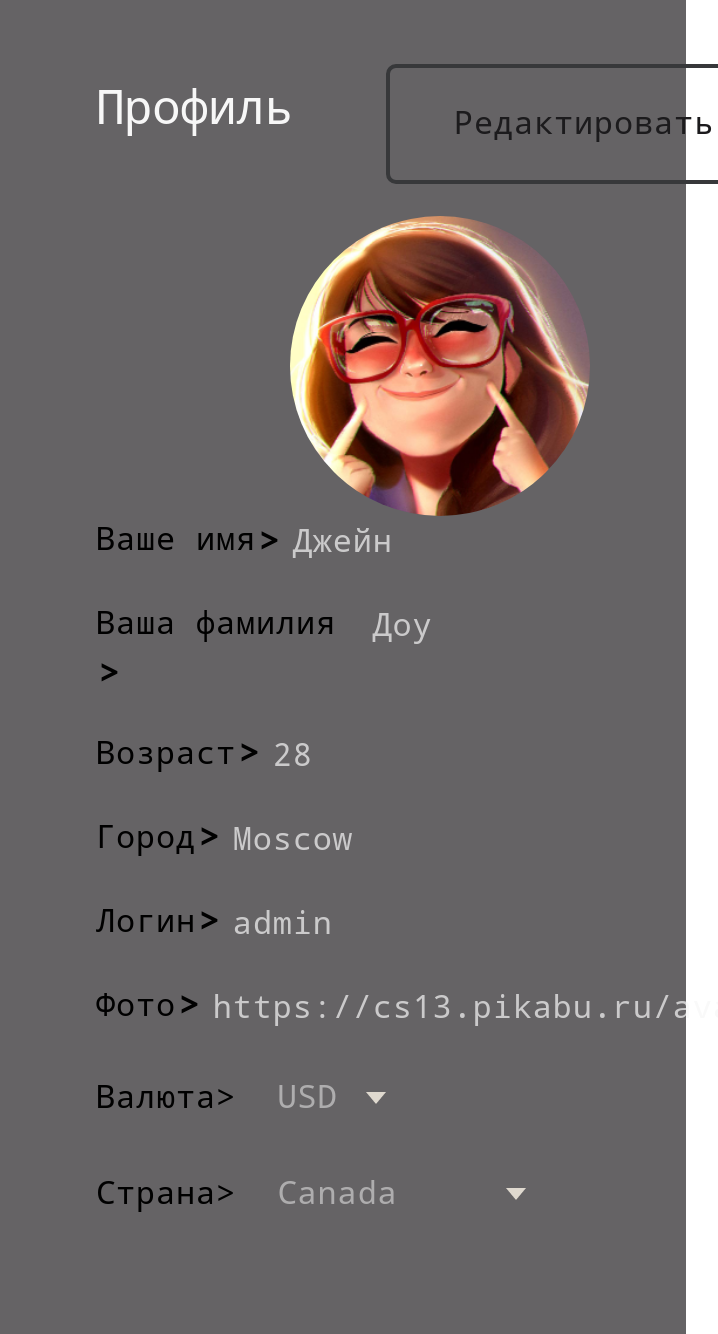 Профиль
Редактировать
Ваше имя> Джейн
Ваша фамилия Доу
>
Возраст> 28
Город> Moscow
Логин> admin
Фото> https://cs13.pikabu.ru/av
Валюта> USD
Страна> Canada